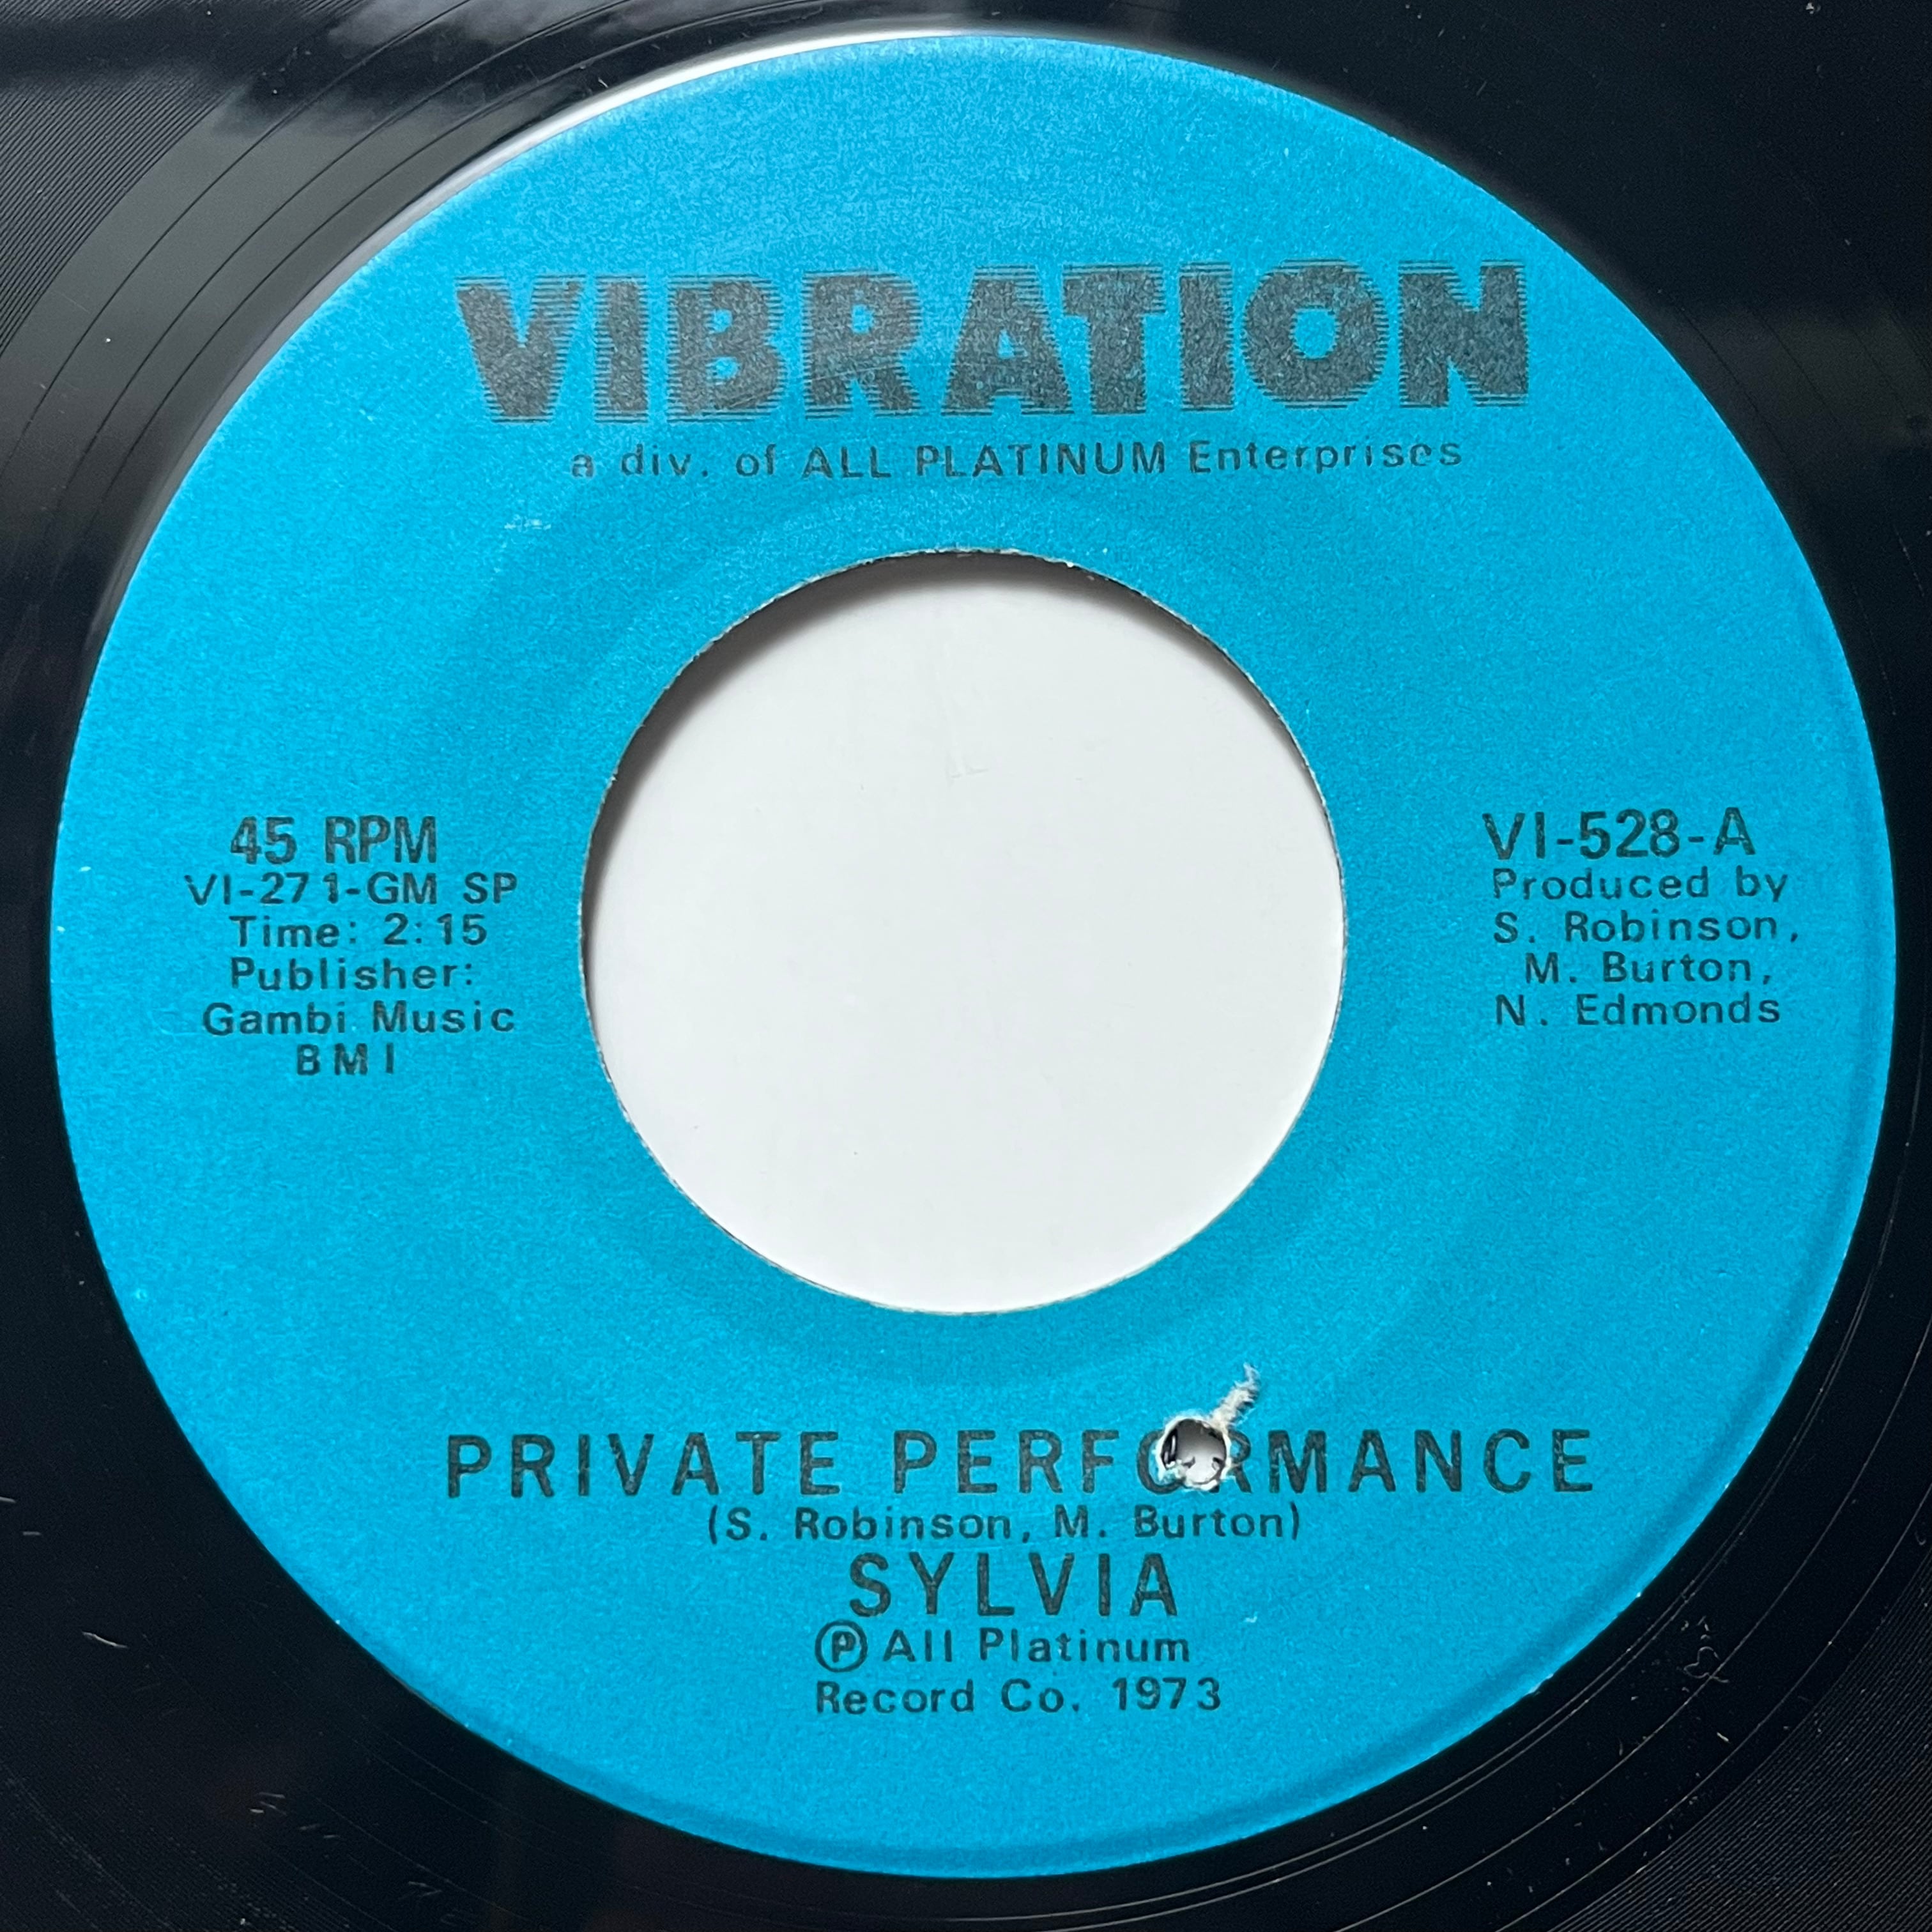 VIBRATION
a div. of ALL PLATINUM Enterprises
45 RPM
VI-271-GM SP
Time: 2:15
Publisher:
Gambi Music
BMI
VI-528-A
Produced by
S. Robinson,
M. Burton,
N. Edmonds
PRIVATE PERFORMANCE
(S. Robinson, M. Burton)
SYLVIA
Ⓟ All Platinum
Record Co. 1973